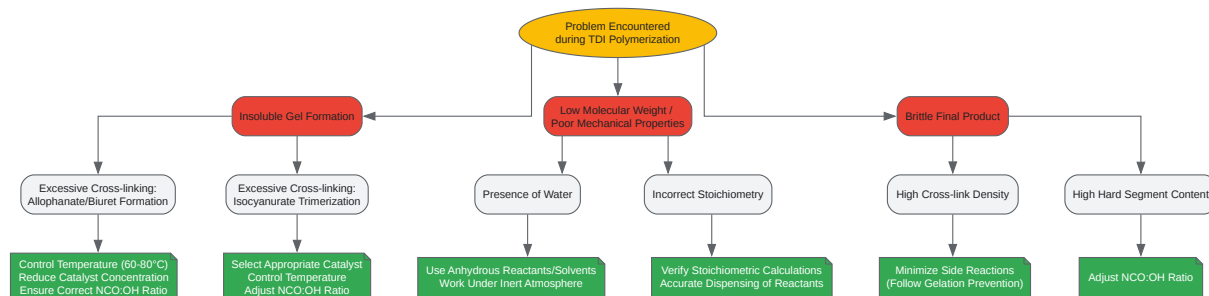 Problem Encountered
during TDI Polymerization
Insoluble Gel Formation
Low Molecular Weight /
Poor Mechanical Properties
Brittle Final Product
Excessive Cross-linking:
Allophanate/Biuret Formation
Excessive Cross-linking:
Isocyanurate Trimerization
Presence of Water
Incorrect Stoichiometry
High Cross-link Density
High Hard Segment Content
Control Temperature (60-80°C)
Reduce Catalyst Concentration
Ensure Correct NCO:OH Ratio
Select Appropriate Catalyst
Control Temperature
Adjust NCO:OH Ratio
Use Anhydrous Reactants/Solvents
Work Under Inert Atmosphere
Verify Stoichiometric Calculations
Accurate Dispensing of Reactants
Minimize Side Reactions
(Follow Gelation Prevention)
Adjust NCO:OH Ratio